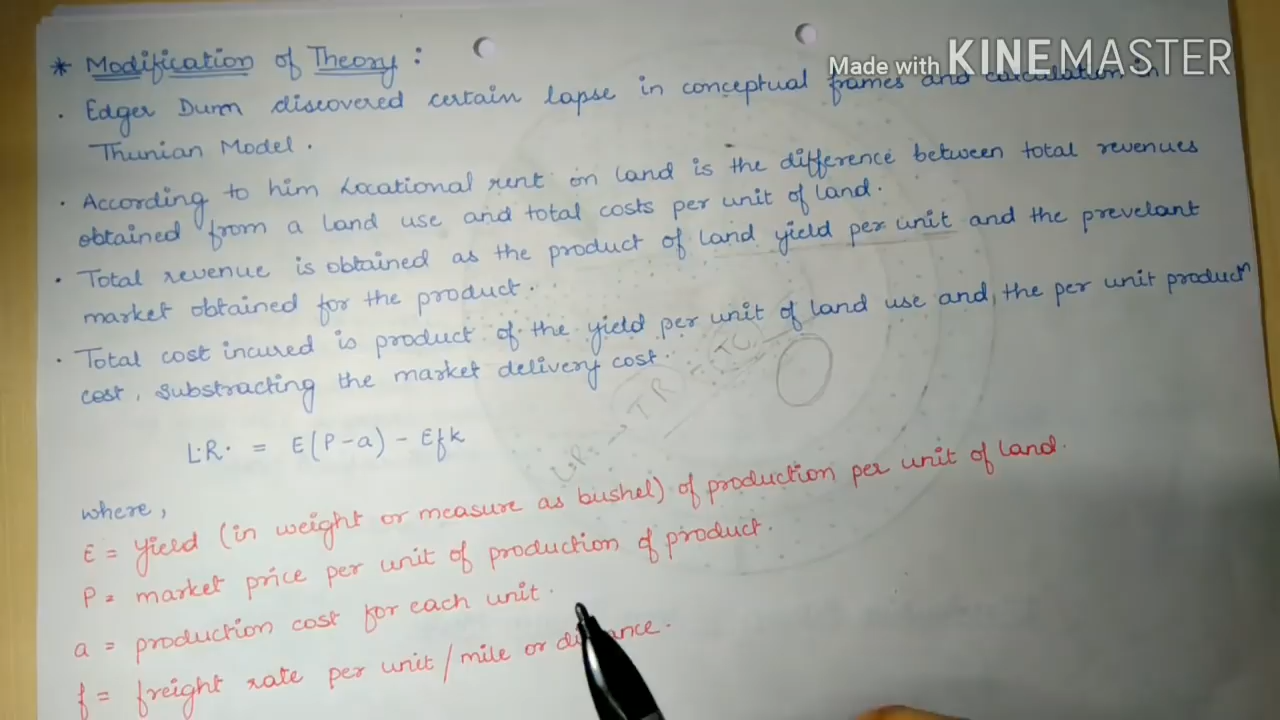 * Modification of Theory :
Made with KINEMASTER
• Edger Dunn discovered certain lapse in conceptual frames and calculation in
Thunian Model.
• According to him Locational rent on land is the difference between total revenues
obtained from a land use and total costs per unit of land.
• Total revenue is obtained as the product of land yield per unit and the prevelant
market obtained for the product.
• Total cost incured is product of the yield per unit of land use and, the per unit productn
cost, substracting the market delivery cost.
L.R. → TR - TC
L.R. = E(P-a) - Efk
where,
E = Yield (in weight or measure as bushel) of production per unit of land.
P = market price per unit of production of product.
a = production cost for each unit.
f = freight rate per unit/mile or distance.